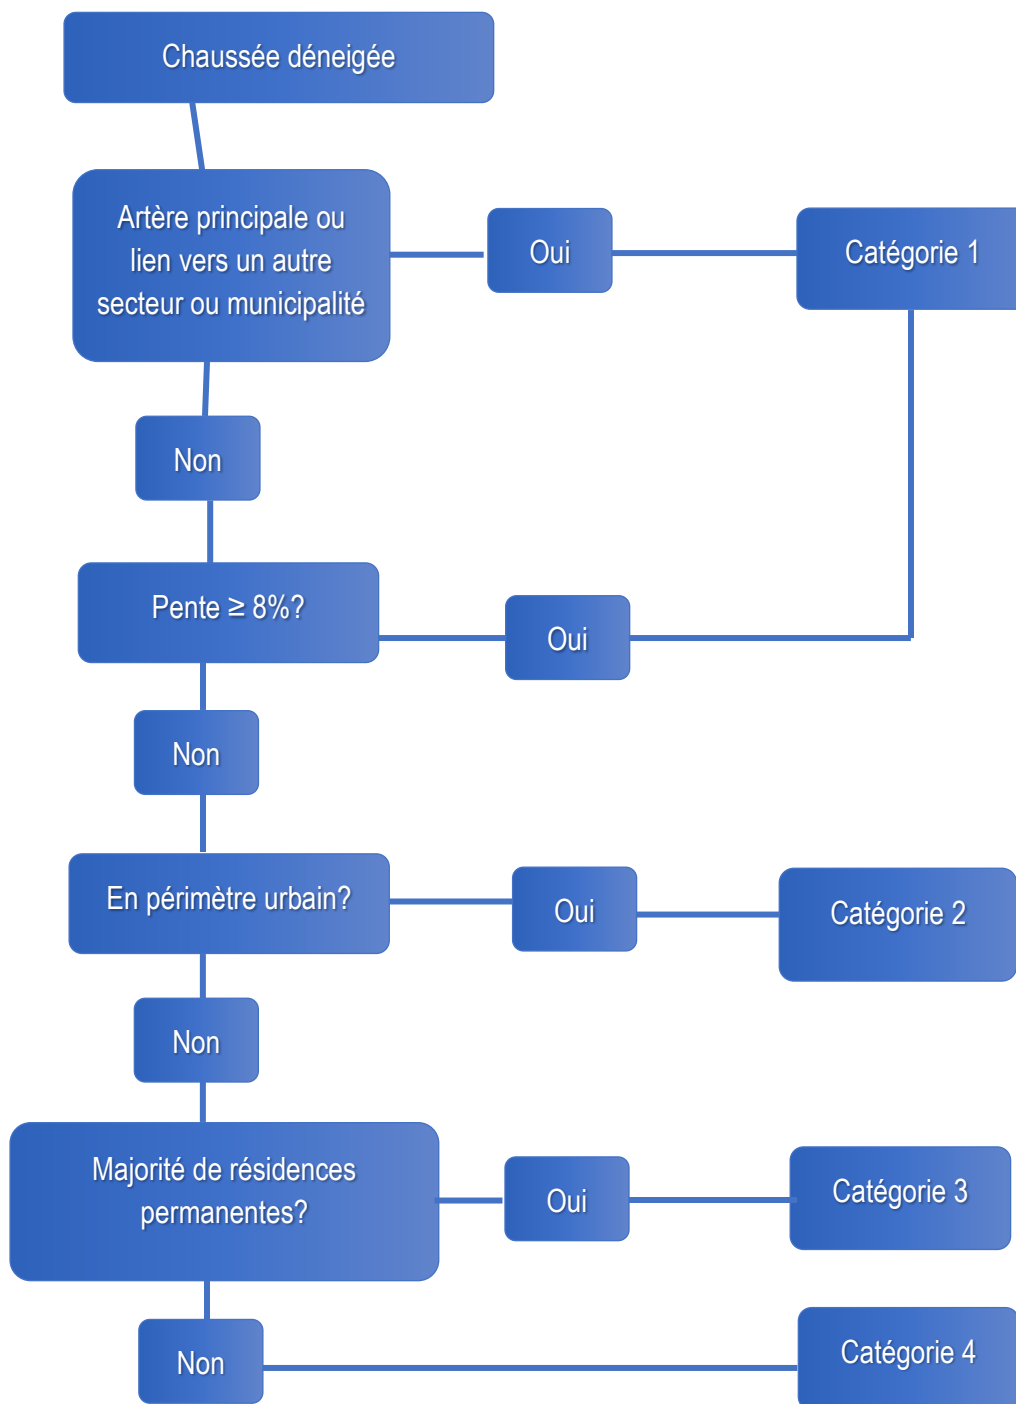 Chaussée déneigée
Artère principale ou
lien vers un autre
secteur ou municipalité
Oui
Catégorie 1
Non
Pente ≥ 8%?
Oui
Non
En périmètre urbain?
Oui
Catégorie 2
Non
Majorité de résidences
permanentes?
Oui
Catégorie 3
Non
Catégorie 4